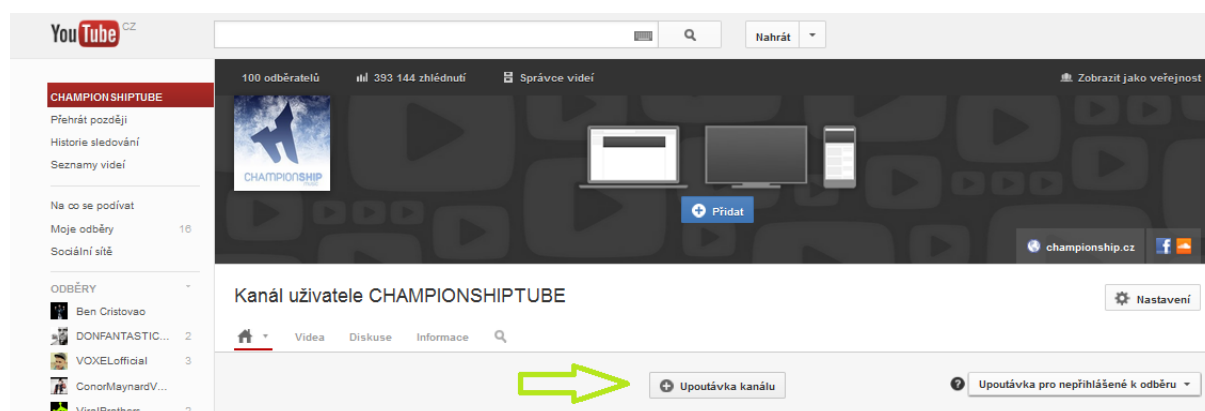 YouTube CZ
Nahrát
100 odběratelů 393 144 zhlédnutí Správce videí Zobrazit jako veřejnost
CHAMPIONSHIPTUBE
Přehrát později
Historie sledování
Seznamy videí
CHAMPIONSHIP
Na co se podívat
Moje odběry 16
Sociální sítě
Přidat
championship.cz
ODBĚRY
Ben Cristovao
DONFANTASTIC... 2
VOXELofficial 3
ConorMaynardV...
ViralBrothers 2
Kanál uživatele CHAMPIONSHIPTUBE
Nastavení
Videa Diskuse Informace
Upoutávka kanálu
Upoutávka pro nepřihlášené k odběru